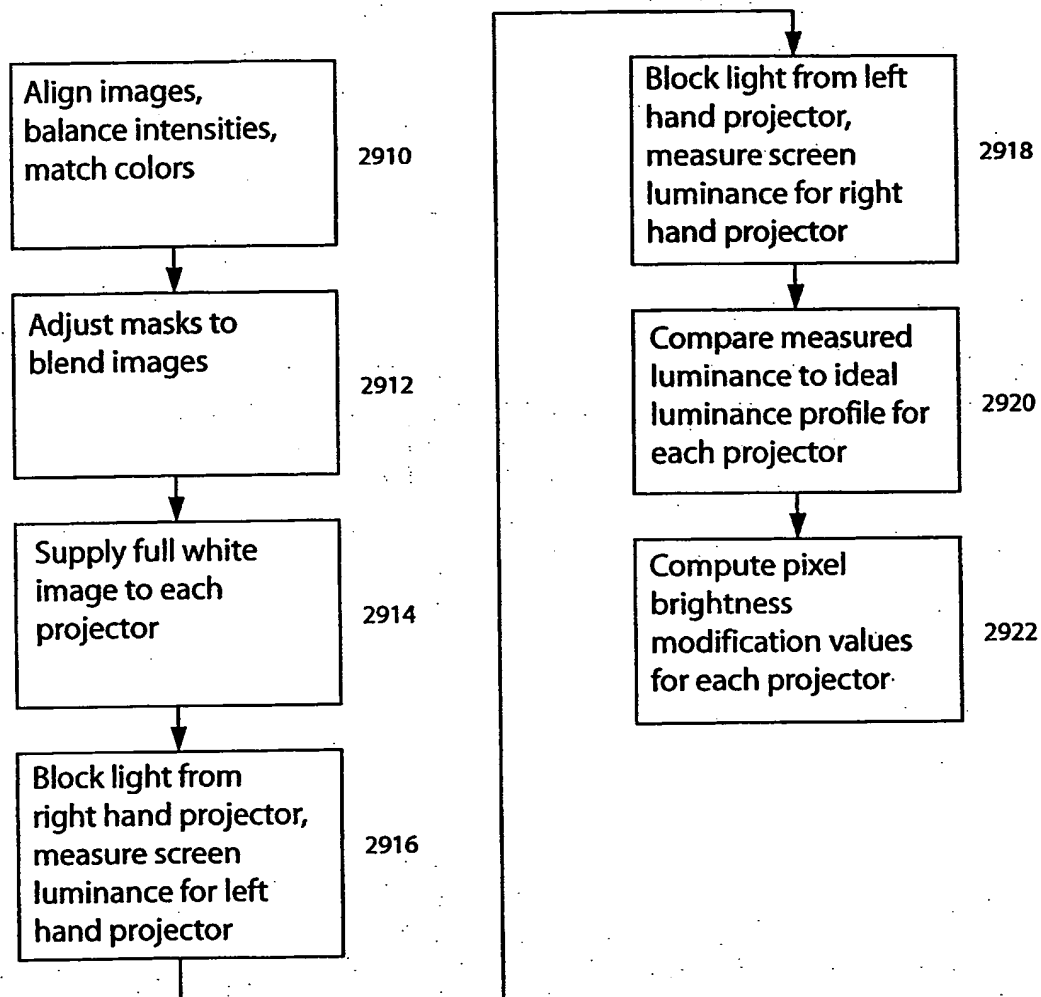 Align images,
balance intensities,
match colors
2910
Adjust masks to
blend images
2912
Supply full white
image to each
projector
2914
Block light from
right hand projector,
measure screen
luminance for left
hand projector
2916
Block light from left
hand projector,
measure screen
luminance for right
hand projector
2918
Compare measured
luminance to ideal
luminance profile for
each projector
2920
Compute pixel
brightness
modification values
for each projector
2922